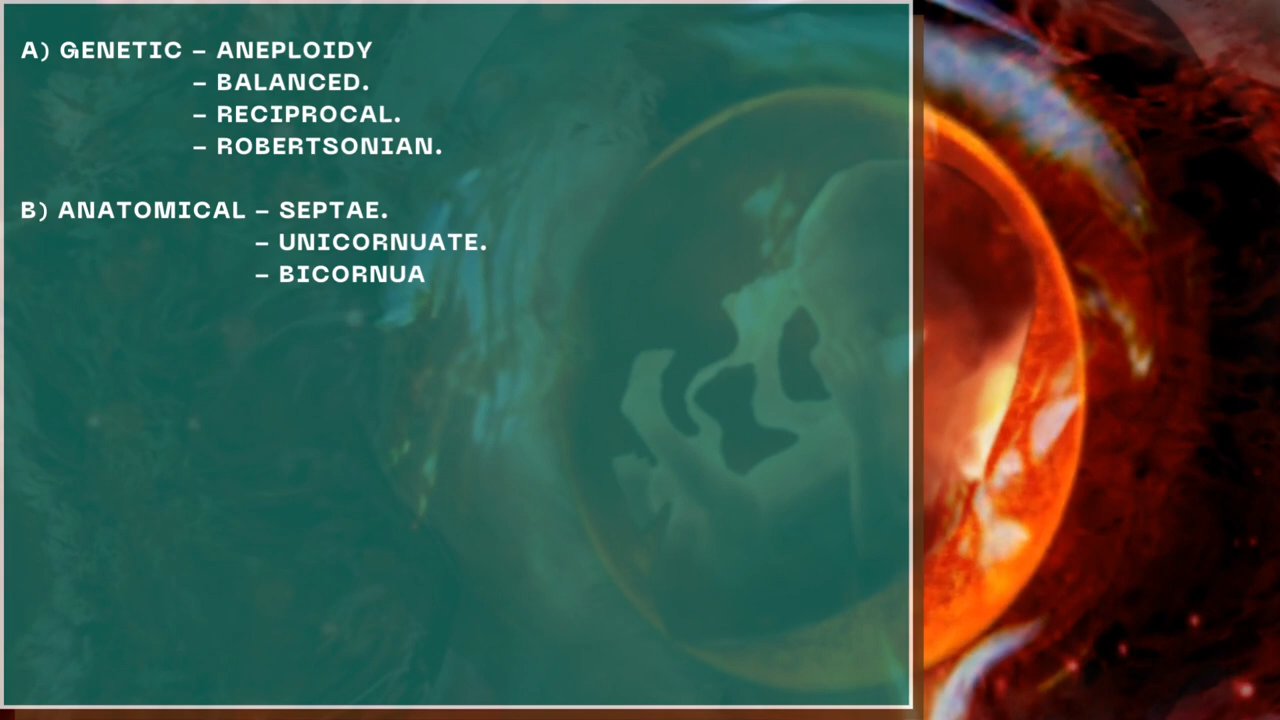 A) GENETIC – ANEPLOIDY
– BALANCED.
– RECIPROCAL.
– ROBERTSONIAN.
B) ANATOMICAL – SEPTAE.
– UNICORNUATE.
– BICORNUA